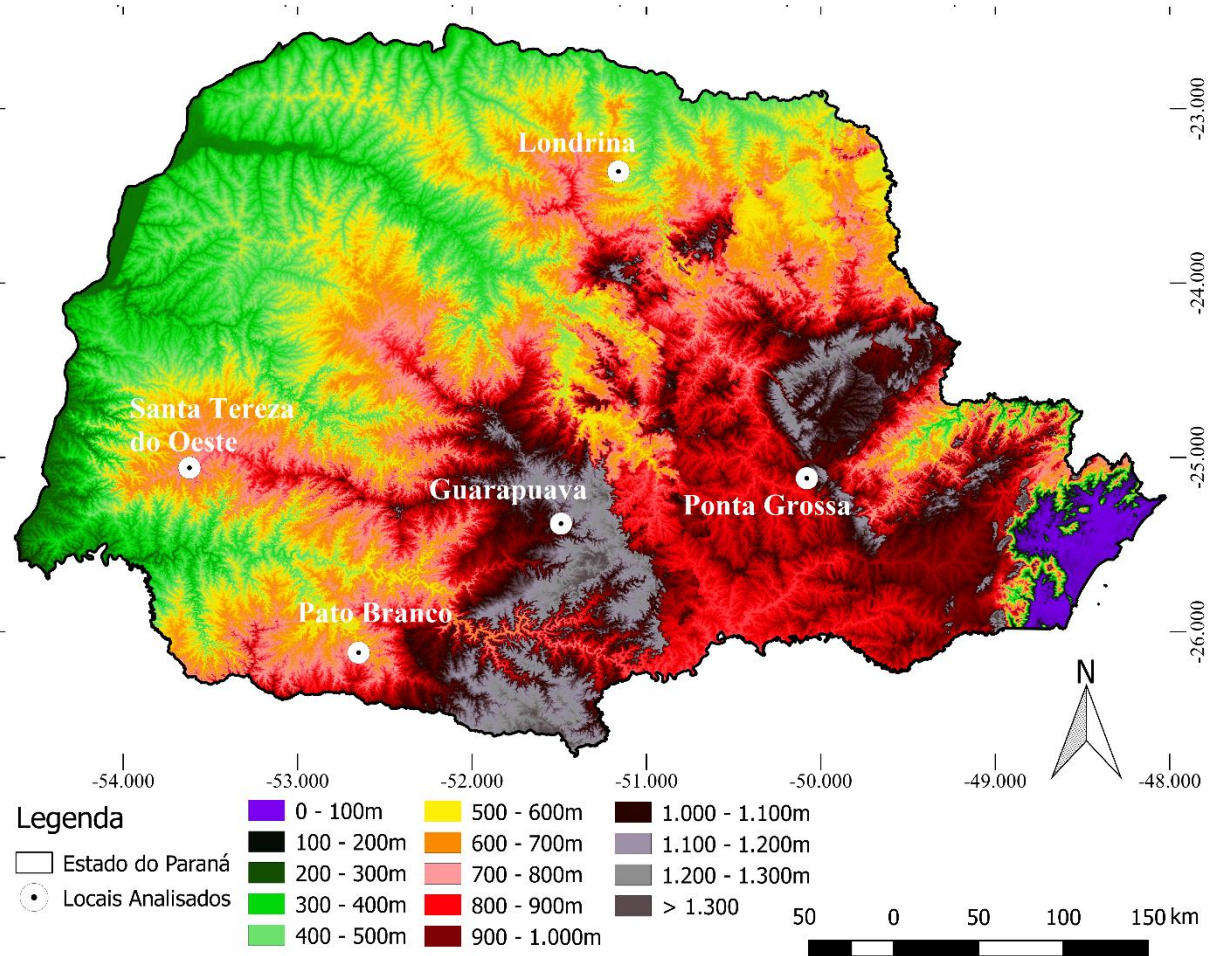 Londrina
-23.000
-24.000
Santa Tereza
do Oeste
Guarapuava
Ponta Grossa
-25.000
Pato Branco
-26.000
N
-54.000
-53.000
-52.000
-51.000
-50.000
-49.000
-48.000
Legenda
Estado do Paraná
Locais Analisados
0 - 100m
100 - 200m
200 - 300m
300 - 400m
400 - 500m
500 - 600m
600 - 700m
700 - 800m
800 - 900m
900 - 1.000m
1.000 - 1.100m
1.100 - 1.200m
1.200 - 1.300m
> 1.300
50 0 50 100 150 km